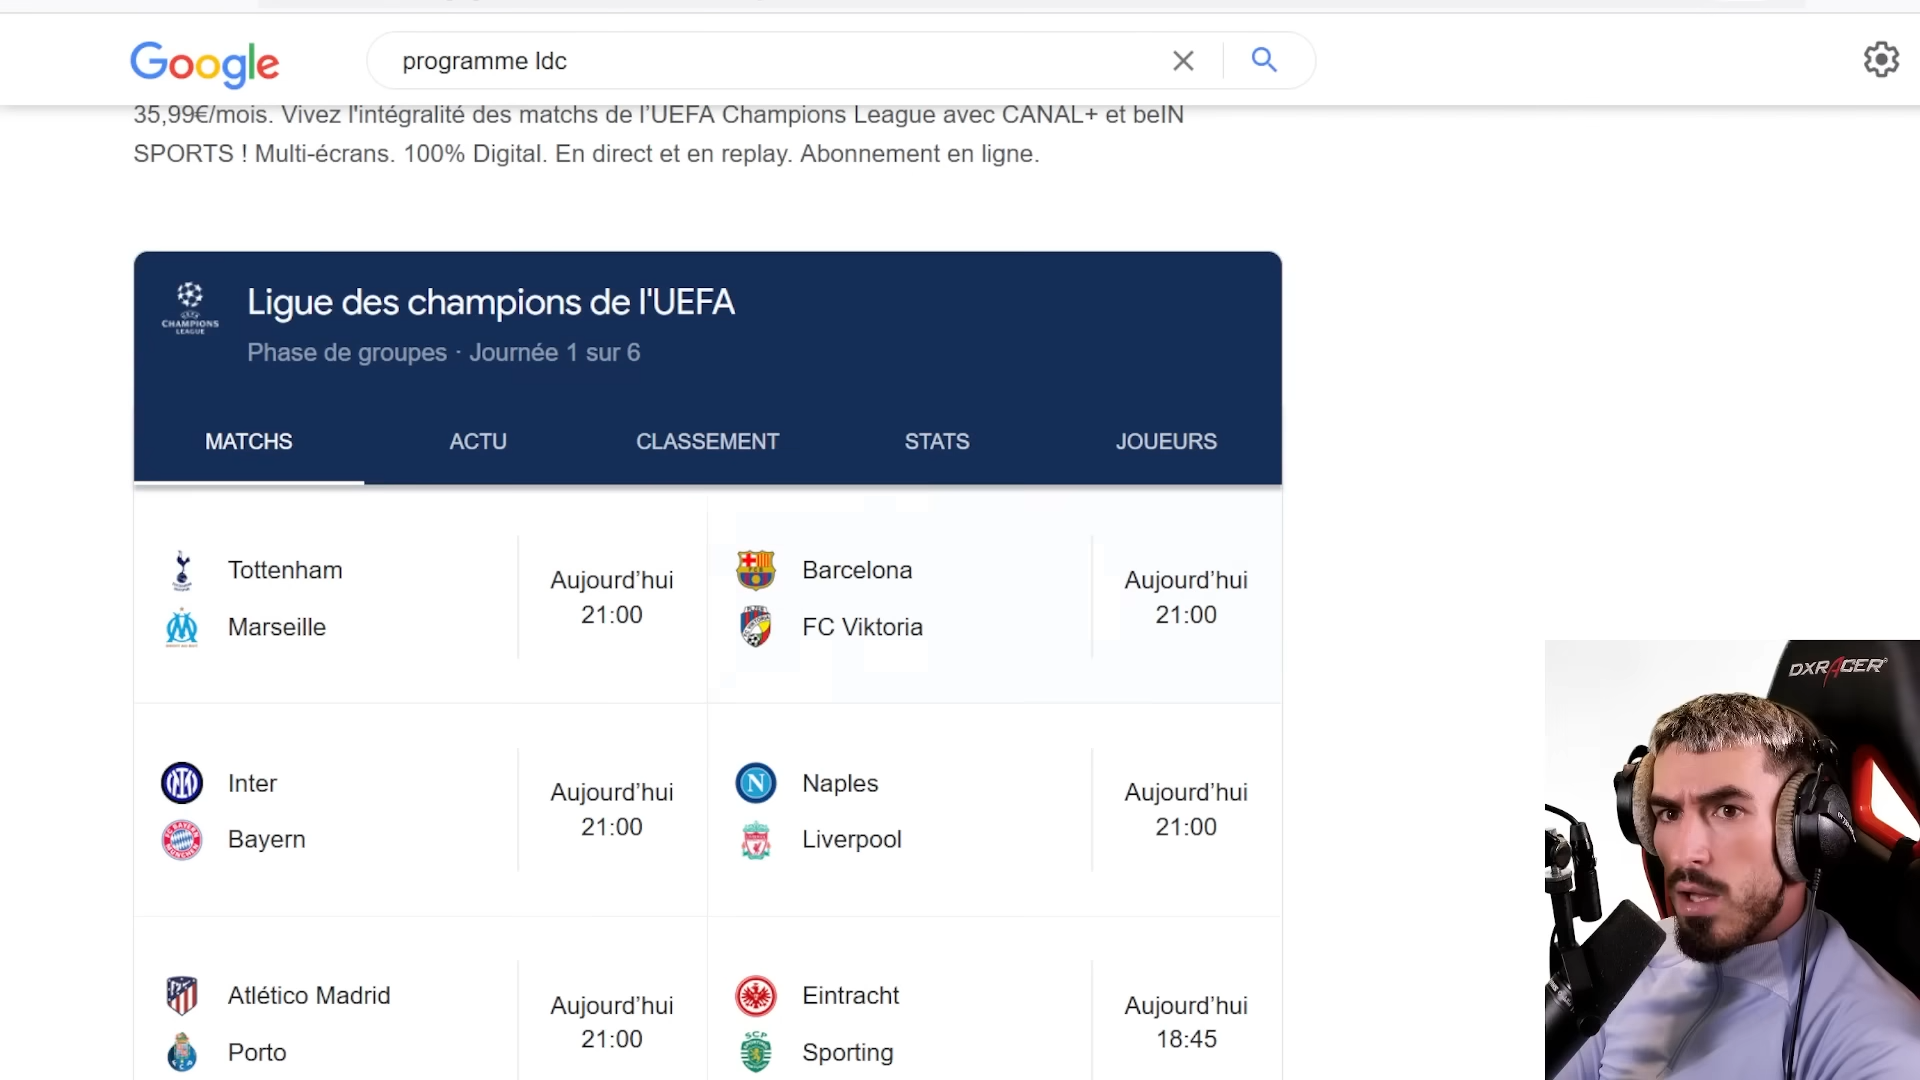 Google
programme ldc
35,99€/mois. Vivez l'intégralité des matchs de l’UEFA Champions League avec CANAL+ et beIN
SPORTS ! Multi-écrans. 100% Digital. En direct et en replay. Abonnement en ligne.
CHAMPIONS
LEAGUE
Ligue des champions de l'UEFA
Phase de groupes · Journée 1 sur 6
MATCHS
ACTU
CLASSEMENT
STATS
JOUEURS
Tottenham
Marseille
Aujourd’hui
21:00
Barcelona
FC Viktoria
Aujourd’hui
21:00
Inter
Bayern
Aujourd’hui
21:00
Naples
Liverpool
Aujourd’hui
21:00
Atlético Madrid
Porto
Aujourd’hui
21:00
Eintracht
Sporting
Aujourd’hui
18:45
DXRACER